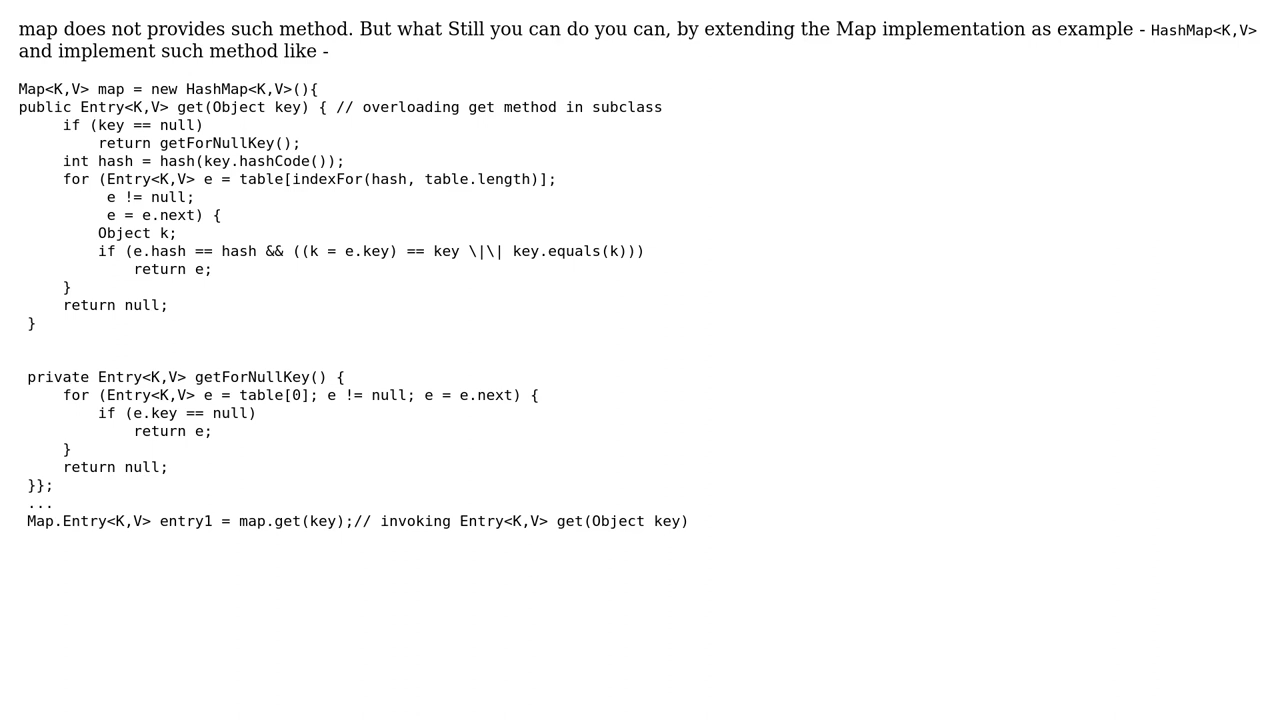 map does not provides such method. But what Still you can do you can, by extending the Map implementation as example - HashMap<K,V>
and implement such method like -
Map<K,V> map = new HashMap<K,V>(){
public Entry<K,V> get(Object key) { // overloading get method in subclass
     if (key == null)
         return getForNullKey();
     int hash = hash(key.hashCode());
     for (Entry<K,V> e = table[indexFor(hash, table.length)];
          e != null;
          e = e.next) {
         Object k;
         if (e.hash == hash && ((k = e.key) == key \|\| key.equals(k)))
             return e;
     }
     return null;
 }
 private Entry<K,V> getForNullKey() {
     for (Entry<K,V> e = table[0]; e != null; e = e.next) {
         if (e.key == null)
             return e;
     }
     return null;
 }};
 ...
 Map.Entry<K,V> entry1 = map.get(key);// invoking Entry<K,V> get(Object key)